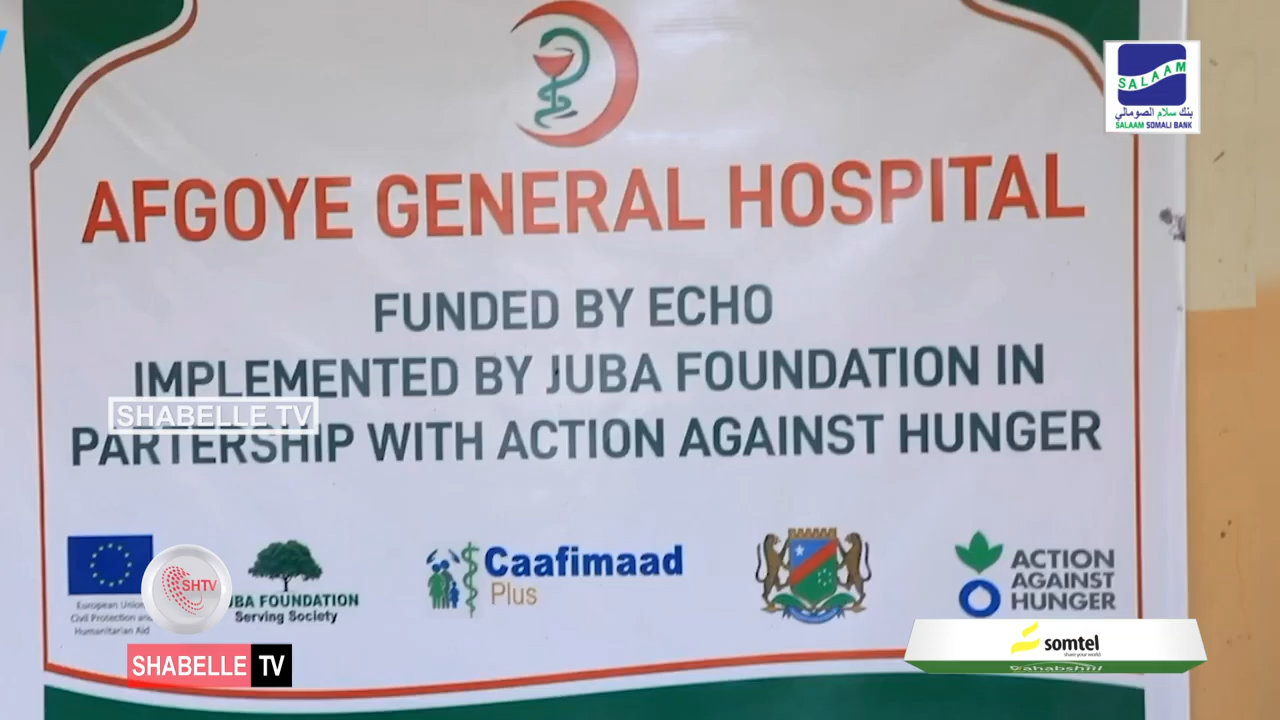 SALAAM
بنك سلام الصومالي
SALAAM SOMALI BANK
AFGOYE GENERAL HOSPITAL
FUNDED BY ECHO
IMPLEMENTED BY JUBA FOUNDATION IN
SHABELLE TV
PARTERSHIP WITH ACTION AGAINST HUNGER
European Union
Civil Protection and
Humanitarian Aid
SHTV
JUBA FOUNDATION
Serving Society
Caafimaad
Plus
ACTION
AGAINST
HUNGER
somtel
SHABELLE TV